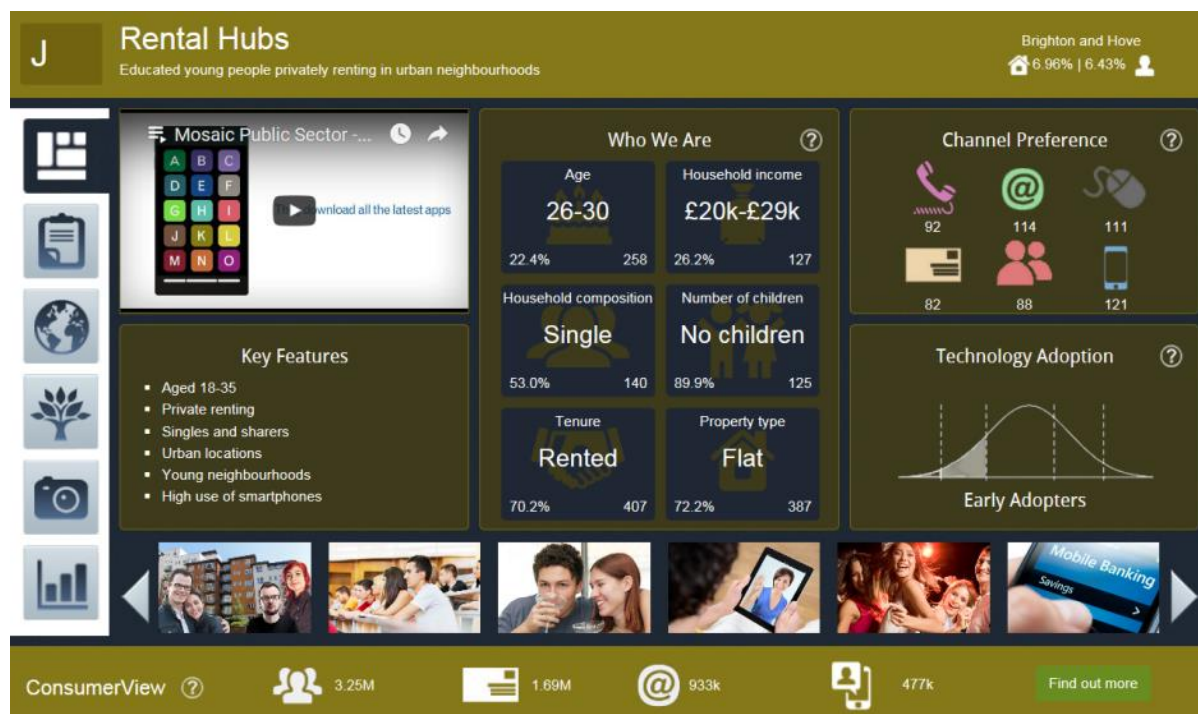 J
Rental Hubs
Educated young people privately renting in urban neighbourhoods
Brighton and Hove
6.96% | 6.43%
Mosaic Public Sector -...
A B C
D E F
G H I
J K L
M N O
download all the latest apps
Key Features
Aged 18-35
Private renting
Singles and sharers
Urban locations
Young neighbourhoods
High use of smartphones
Who We Are ?
Age
26-30
22.4% 258
Household income
£20k-£29k
26.2% 127
Household composition
Single
53.0% 140
Number of children
No children
89.9% 125
Tenure
Rented
70.2% 407
Property type
Flat
72.2% 387
Channel Preference ?
@
92 114 111
82 88 121
Technology Adoption ?
Early Adopters
Mobile Banking
Savings
ConsumerView ? 3.25M 1.69M @ 933k 477k Find out more